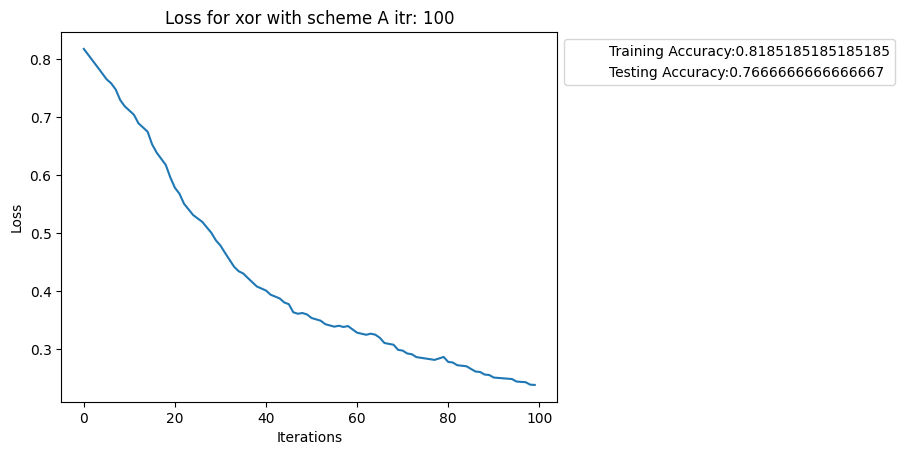 Loss for xor with scheme A itr: 100
Training Accuracy:0.8185185185185185
Testing Accuracy:0.7666666666666667
0.8
0.7
0.6
0.5
0.4
0.3
Loss
0 20 40 60 80 100
Iterations